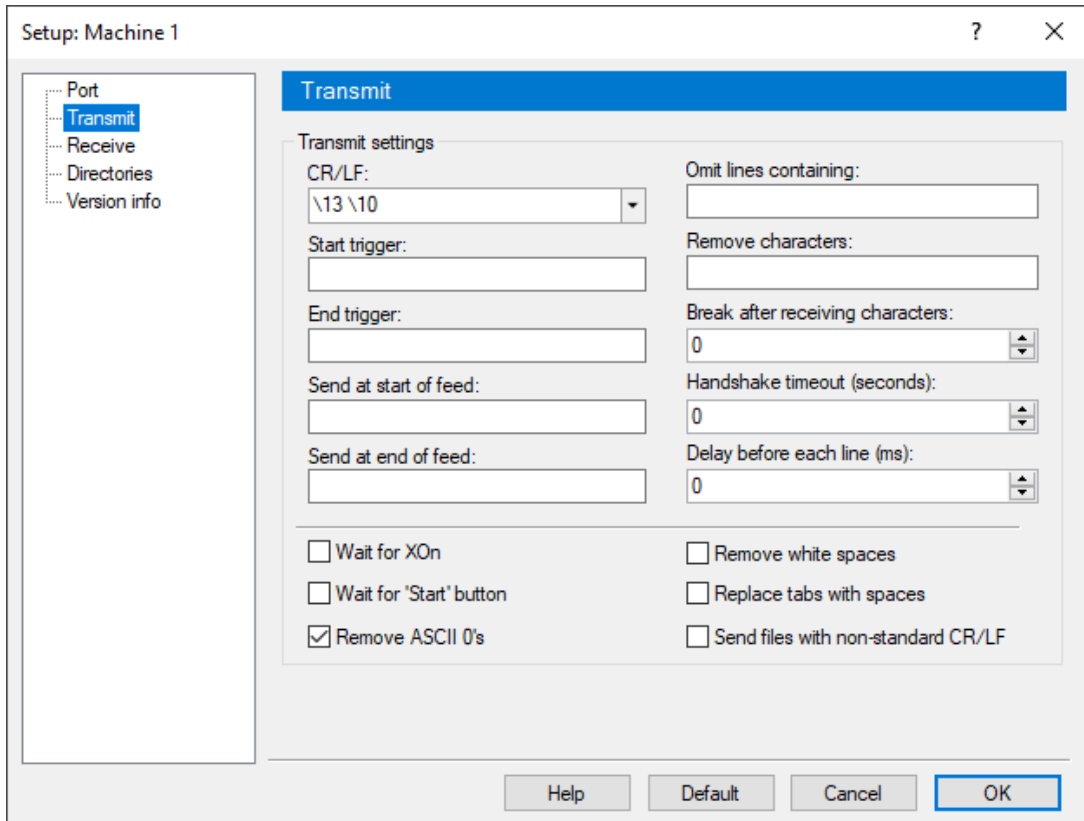 Setup: Machine 1
?
Port
Transmit
Receive
Directories
Version info
Transmit
Transmit settings
CR/LF:
\13 \10
Start trigger:
End trigger:
Send at start of feed:
Send at end of feed:
Omit lines containing:
Remove characters:
Break after receiving characters:
0
Handshake timeout (seconds):
0
Delay before each line (ms):
0
Wait for XOn
Wait for 'Start' button
Remove ASCII 0's
Remove white spaces
Replace tabs with spaces
Send files with non-standard CR/LF
Help
Default
Cancel
OK